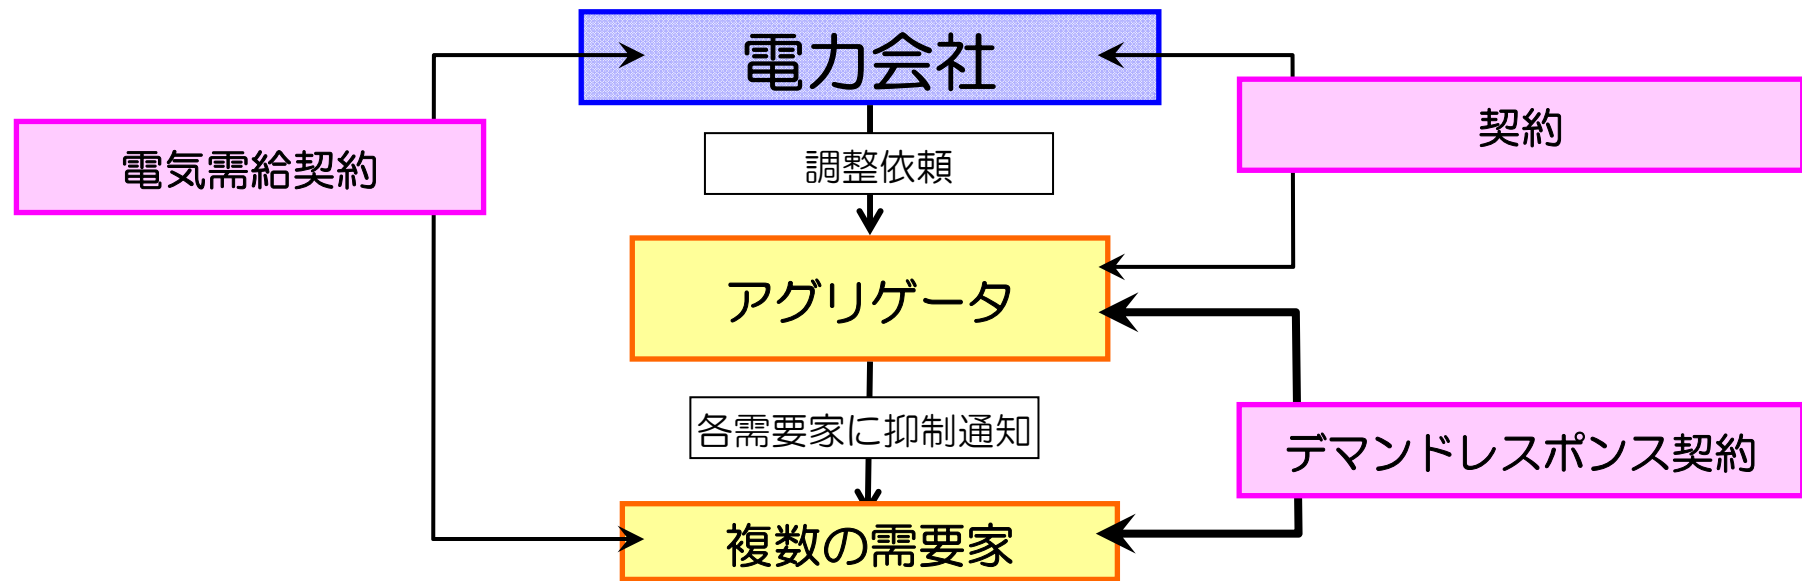 電力会社
契約
電気需給契約
調整依頼
アグリゲータ
各需要家に抑制通知
デマンドレスポンス契約
複数の需要家